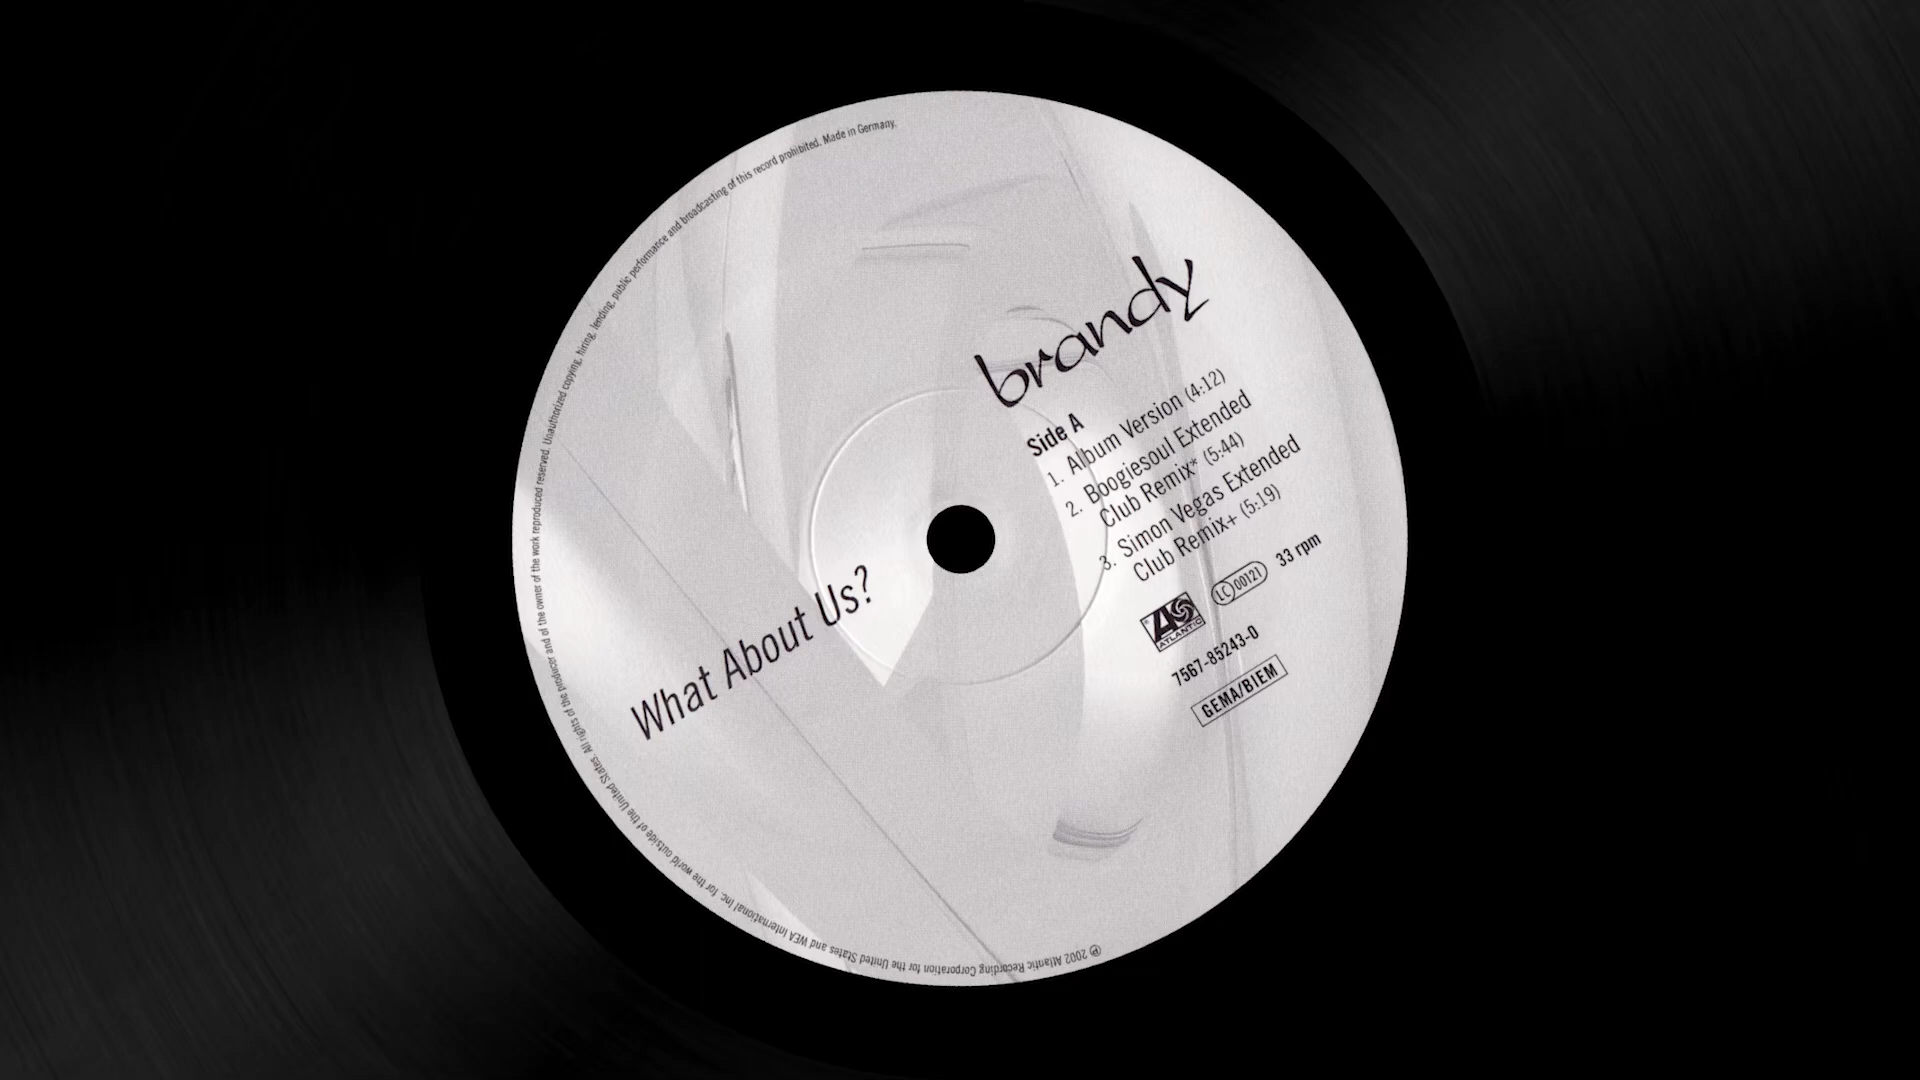 brandy
Side A
1. Album Version (4:12)
2. Boogiesoul Extended
Club Remix* (5:44)
3. Simon Vegas Extended
Club Remix+ (5:19)
LC 00121
33 rpm
ATLANTIC
7567-85243-0
GEMA/BIEM
What About Us?
℗ 2002 Atlantic Recording Corporation for the United States and WEA International Inc. for the world outside of the United States. All rights of the producer and of the owner of the work reproduced reserved. Unauthorized copying, hiring, lending, public performance and broadcasting of this record prohibited. Made in Germany.